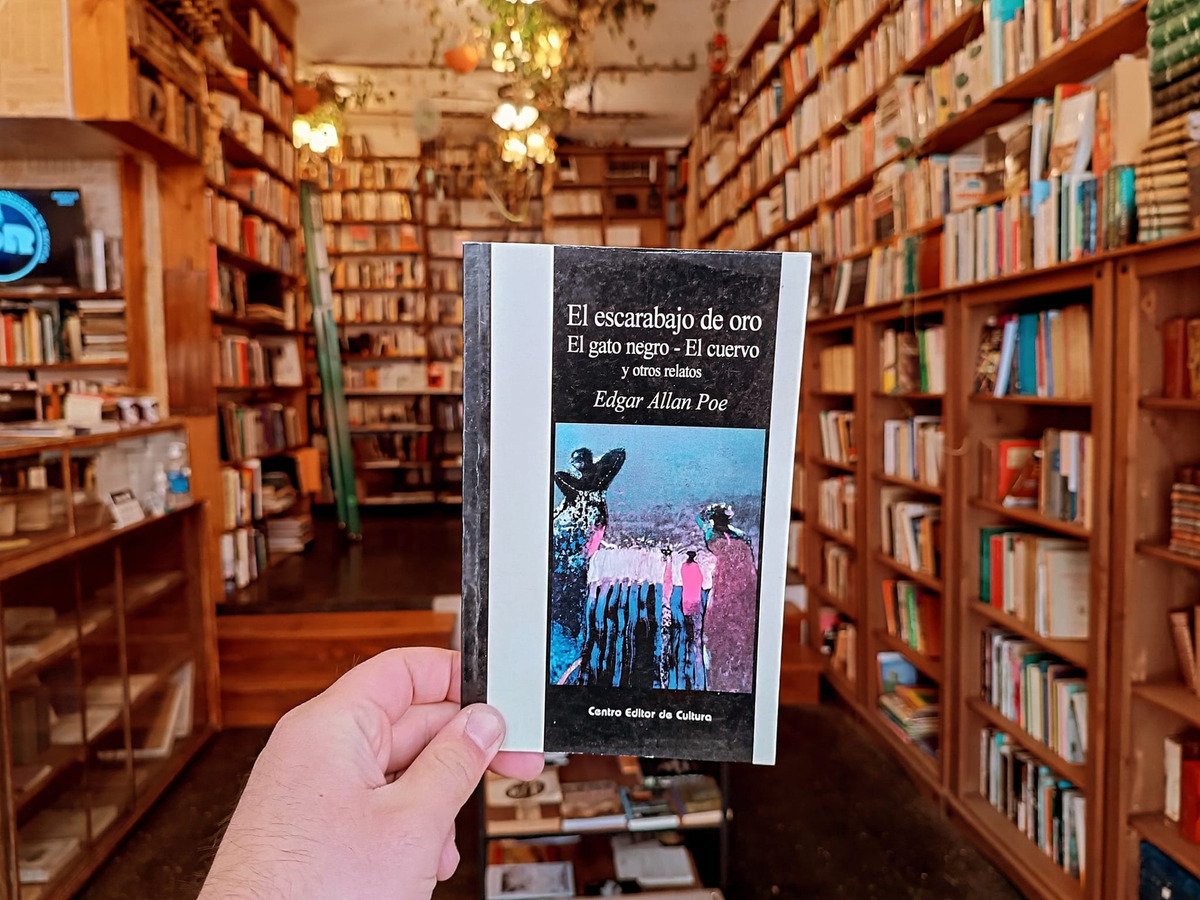 El escarabajo de oro
El gato negro - El cuervo
y otros relatos
Edgar Allan Poe
Centro Editor de Cultura